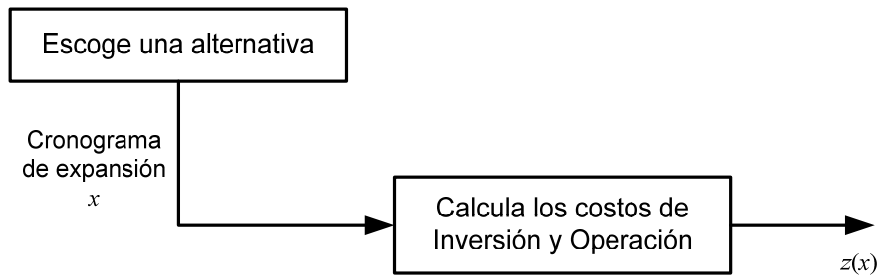 Escoge una alternativa
Cronograma
de expansión
x
Calcula los costos de
Inversión y Operación
z(x)